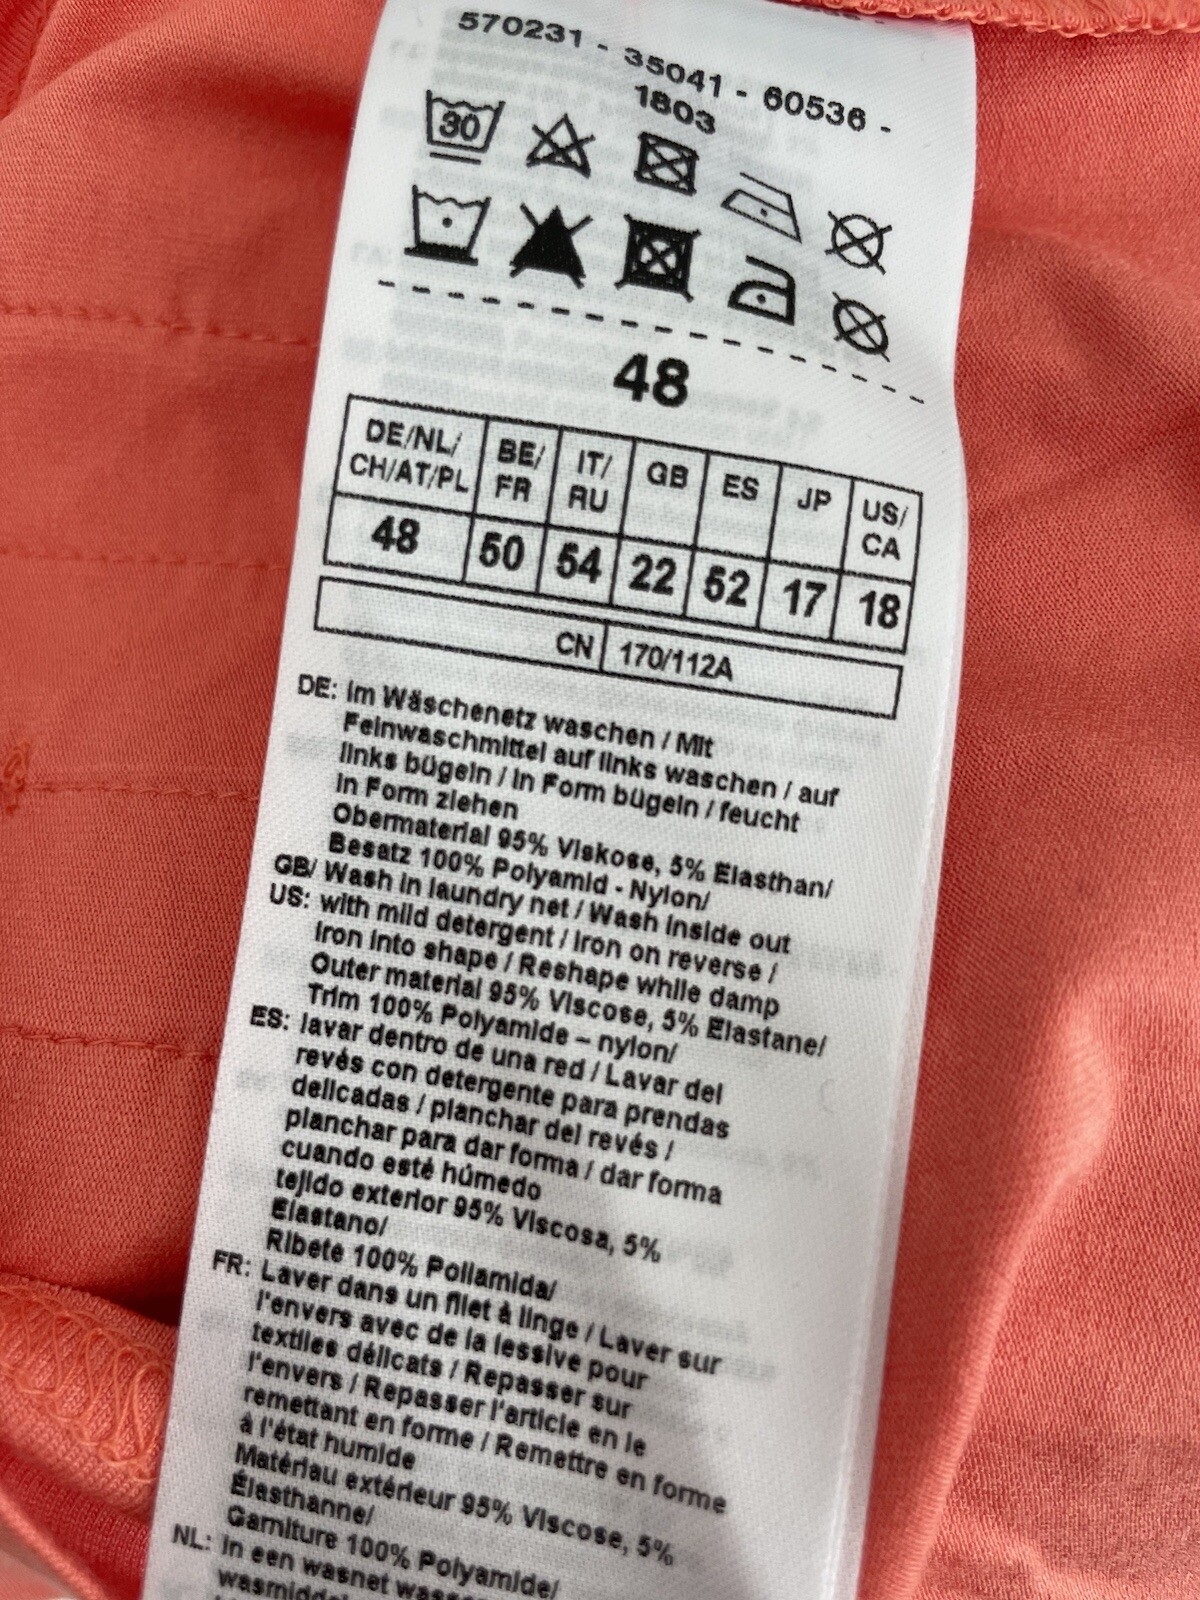 570231 - 35041 - 60536 -
1803
30
48
DE/NL/
CH/AT/PL
BE/
FR
IT/
RU
GB
ES
JP
US/
CA
48
50
54
22
52
17
18
CN
170/112A
DE: Im Wäschenetz waschen / Mit
Feinwaschmittel auf links waschen / auf
links bügeln / in Form bügeln / feucht
in Form ziehen
Obermaterial 95% Viskose, 5% Elasthan/
Besatz 100% Polyamid - Nylon/
GB/ Wash in laundry net / Wash inside out
US: with mild detergent / Iron on reverse /
Iron into shape / Reshape while damp
Outer material 95% Viscose, 5% Elastane/
Trim 100% Polyamide – nylon/
ES: lavar dentro de una red / Lavar del
revés con detergente para prendas
delicadas / planchar del revés /
planchar para dar forma / dar forma
cuando esté húmedo
tejido exterior 95% Viscosa, 5%
Elastano/
Ribete 100% Poliamida/
FR: Laver dans un filet à linge / Laver sur
l'envers avec de la lessive pour
textiles délicats / Repasser sur
l'envers / Repasser l'article en le
remettant en forme / Remettre en forme
à l'état humide
Matériau extérieur 95% Viscose, 5%
Élasthanne/
Garniture 100% Polyamide/
NL: In een wasnet